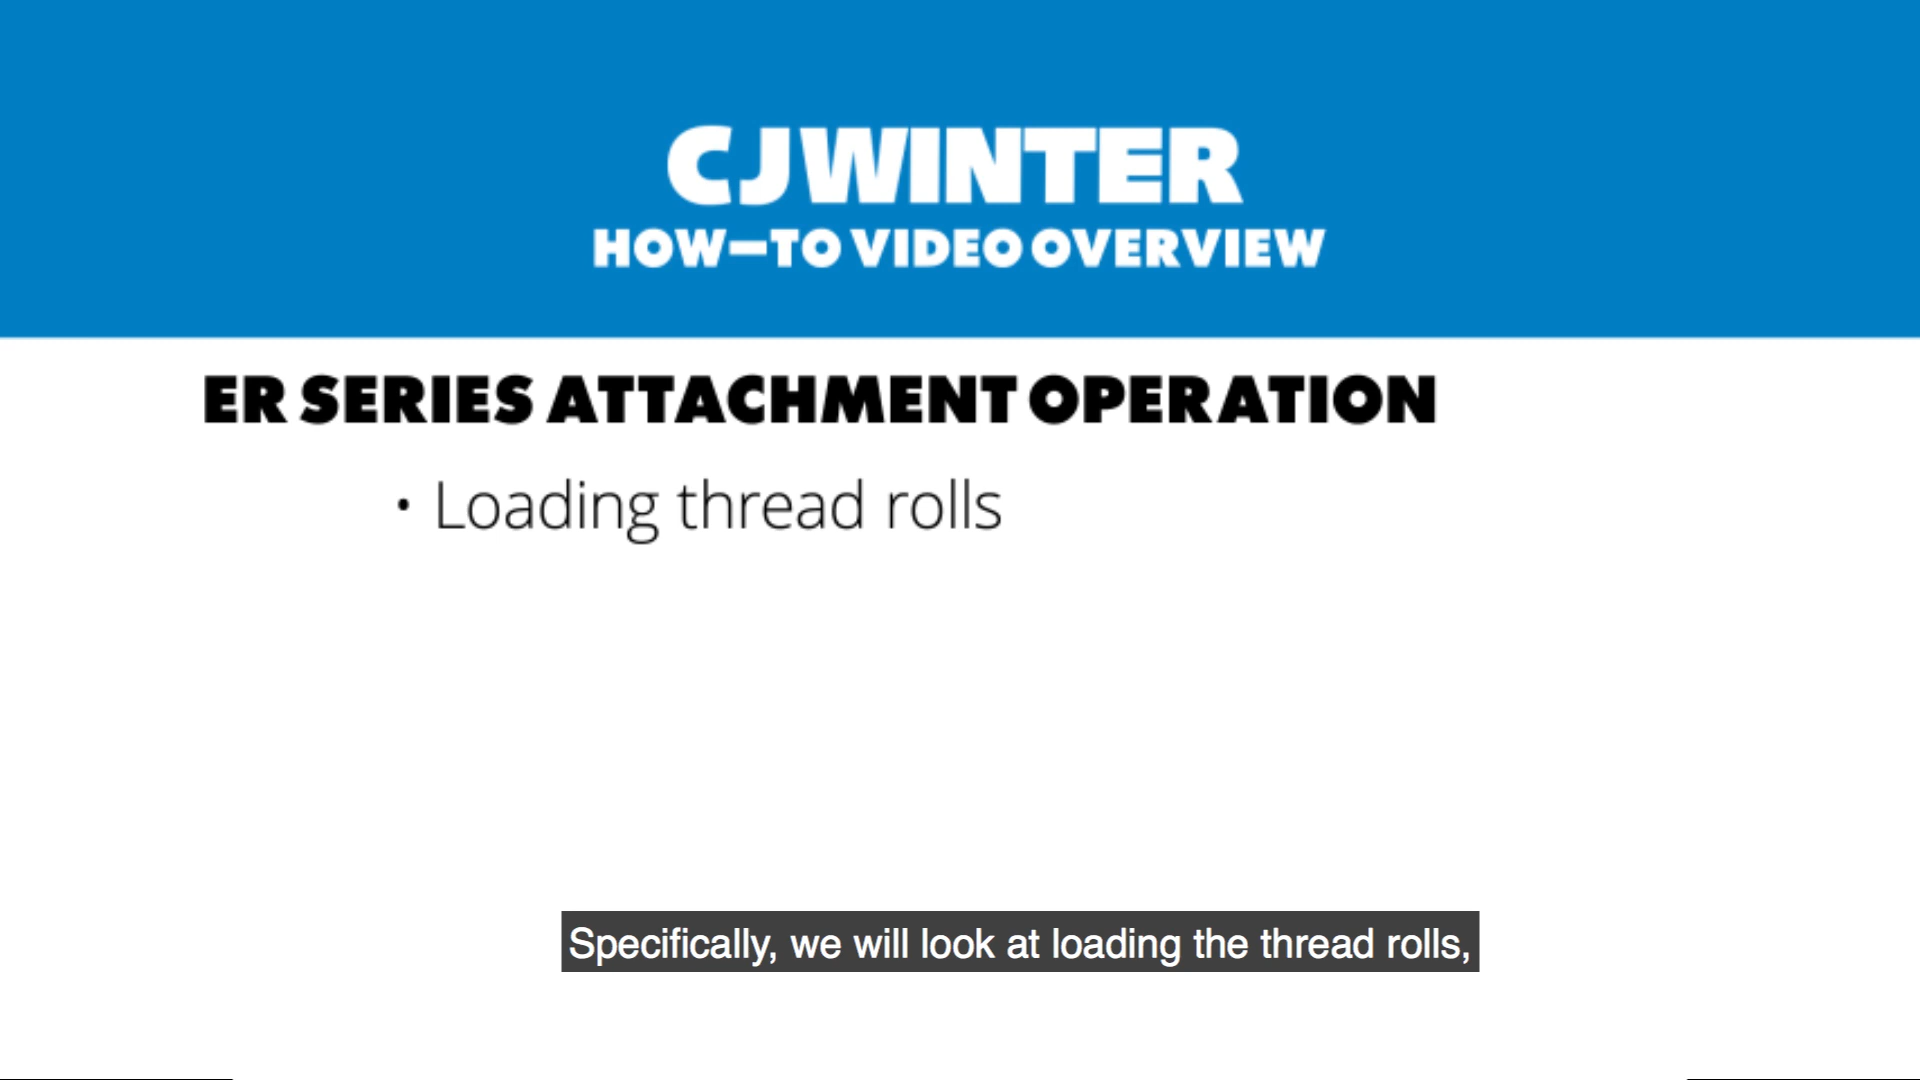 CJWINTER
HOW-TO VIDEO OVERVIEW
ER SERIES ATTACHMENT OPERATION
• Loading thread rolls
Specifically, we will look at loading the thread rolls,